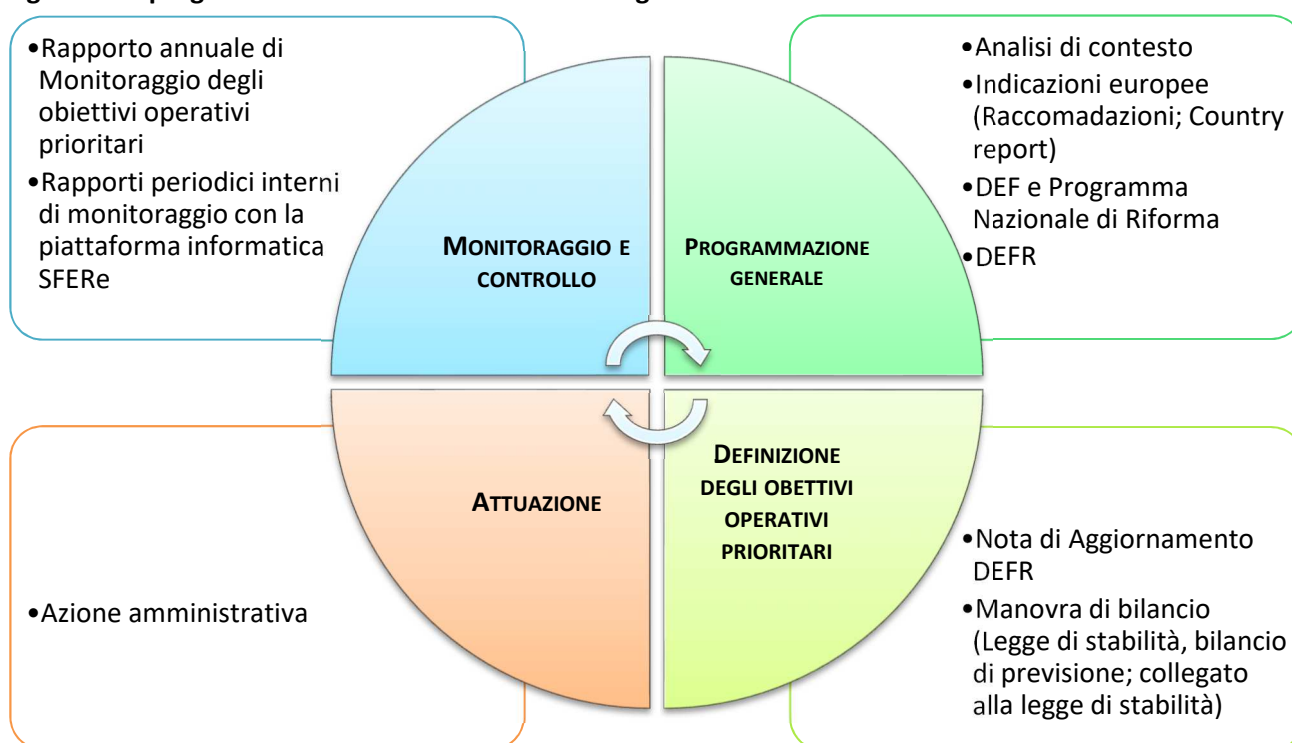 •Rapporto annuale di
Monitoraggio degli
obiettivi operativi
prioritari
•Rapporti periodici interni
di monitoraggio con la
piattaforma informatica
SFERe
MONITORAGGIO E
CONTROLLO
PROGRAMMAZIONE
GENERALE
•Analisi di contesto
•Indicazioni europee
(Raccomadazioni; Country
report)
•DEF e Programma
Nazionale di Riforma
•DEFR
•Azione amministrativa
ATTUAZIONE
DEFINIZIONE
DEGLI OBETTIVI
OPERATIVI
PRIORITARI
•Nota di Aggiornamento
DEFR
•Manovra di bilancio
(Legge di stabilità, bilancio
di previsione; collegato
alla legge di stabilità)